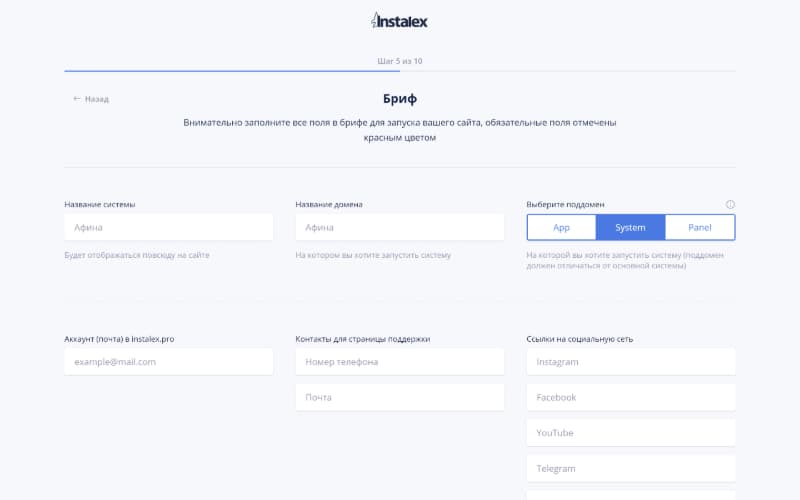 Instalex
Шаг 5 из 10
← Назад
Бриф
Внимательно заполните все поля в брифе для запуска вашего сайта, обязательные поля отмечены
красным цветом
Название системы
Название домена
Выберите поддомен
Афина
Афина
App
System
Panel
Будет отображаться повсюду на сайте
На котором вы хотите запустить систему
На которой вы хотите запустить систему (поддомен
должен отличаться от основной системы)
Аккаунт (почта) в Instalex.pro
Контакты для страницы поддержки
Ссылки на социальную сеть
example@mail.com
Номер телефона
Instagram
Почта
Facebook
YouTube
Telegram